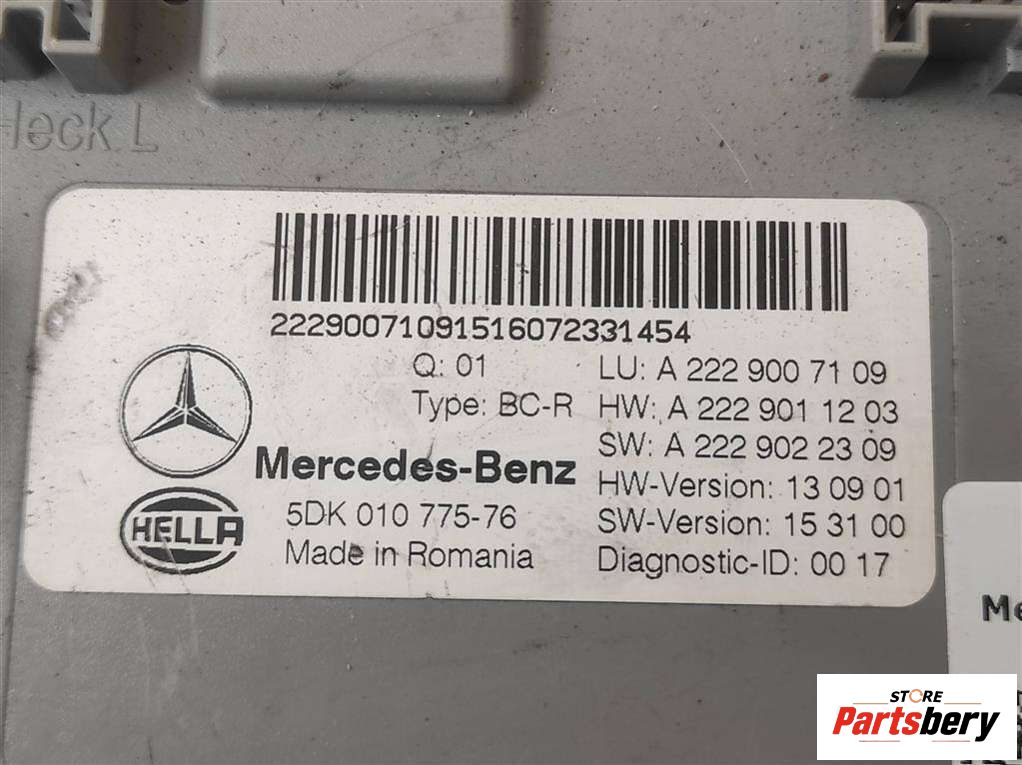 Heck L
2229007109151607233​1454
Q: 01
LU: A 222 900 71 09
Type: BC-R
HW: A 222 901 12 03
SW: A 222 902 23 09
Mercedes-Benz
HW-Version: 13 09 01
HELLA
5DK 010 775-76
SW-Version: 15 31 00
Made in Romania
Diagnostic-ID: 00 17
Me
STORE
Partsbery